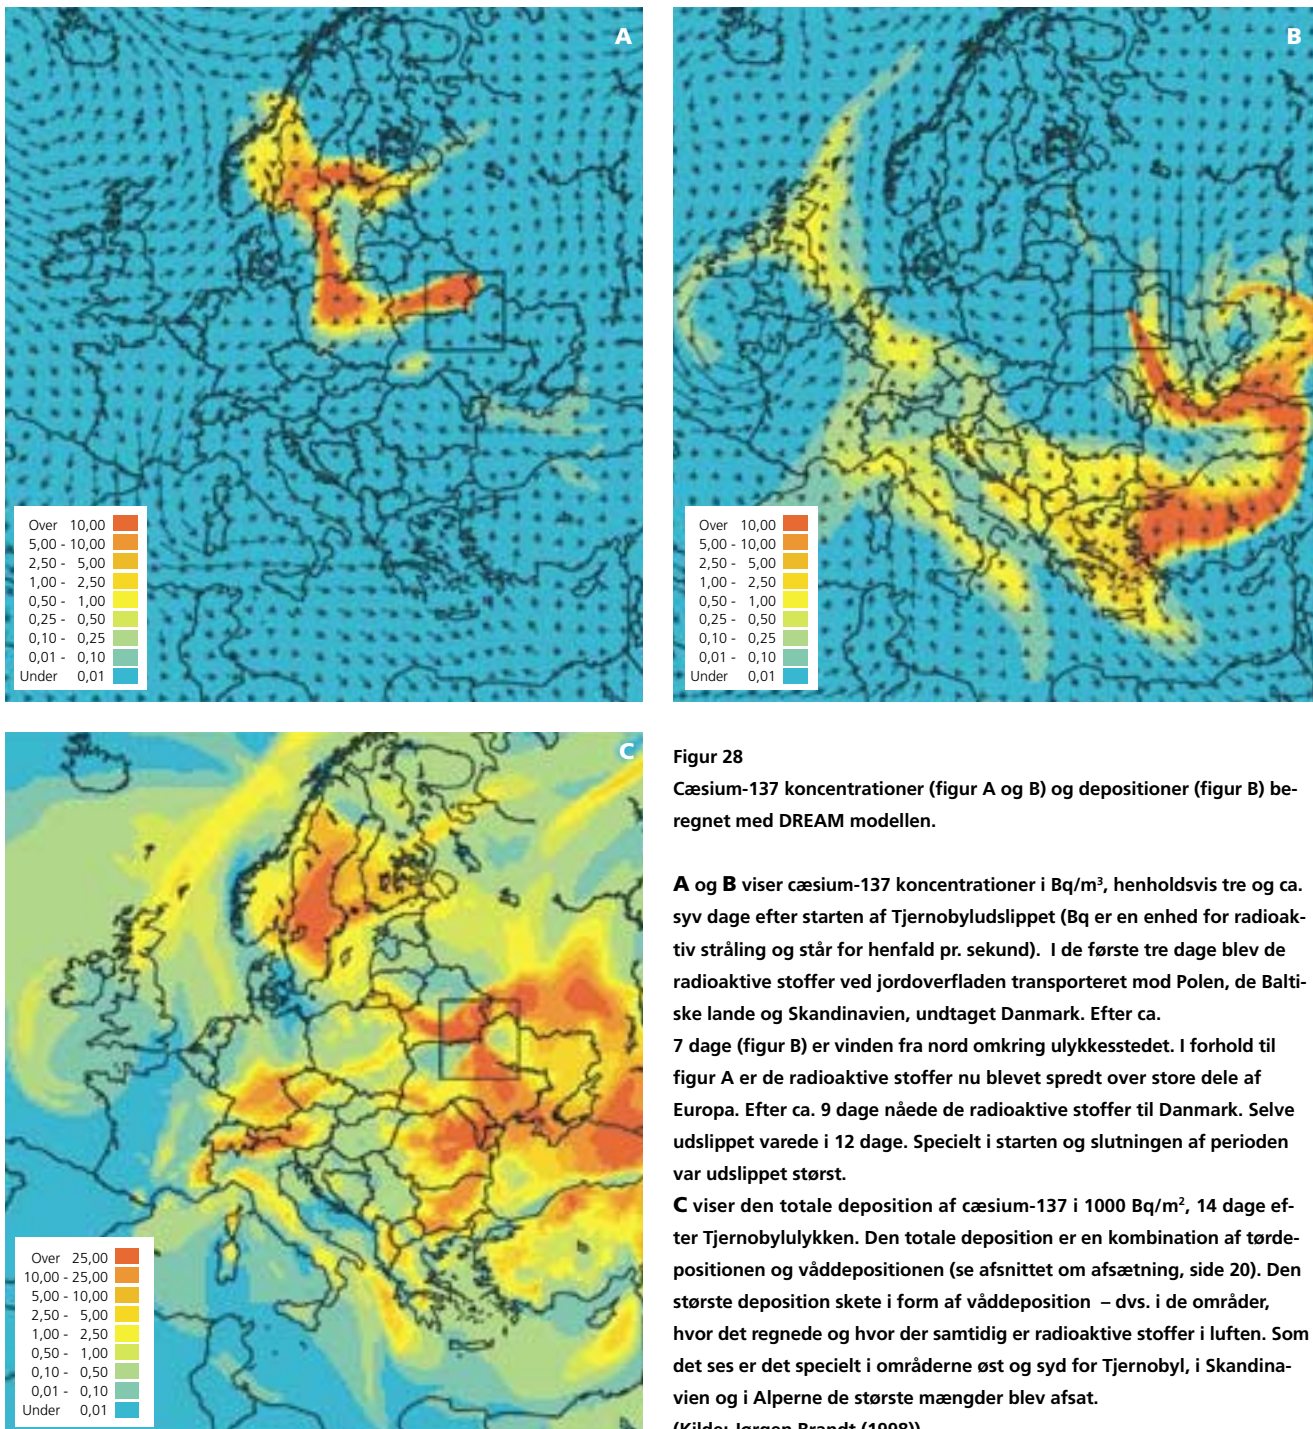 A
Over 10,00
5,00 - 10,00
2,50 - 5,00
1,00 - 2,50
0,50 - 1,00
0,25 - 0,50
0,10 - 0,25
0,01 - 0,10
Under 0,01
B
Over 10,00
5,00 - 10,00
2,50 - 5,00
1,00 - 2,50
0,50 - 1,00
0,25 - 0,50
0,10 - 0,25
0,01 - 0,10
Under 0,01
C
Over 25,00
10,00 - 25,00
5,00 - 10,00
2,50 - 5,00
1,00 - 2,50
0,50 - 1,00
0,10 - 0,50
0,01 - 0,10
Under 0,01
Figur 28
Cæsium-137 koncentrationer (figur A og B) og depositioner (figur B) be-
regnet med DREAM modellen.
A og B viser cæsium-137 koncentrationer i Bq/m³, henholdsvis tre og ca.
syv dage efter starten af Tjernobyludslippet (Bq er en enhed for radioak-
tiv stråling og står for henfald pr. sekund). I de første tre dage blev de
radioaktive stoffer ved jordoverfladen transporteret mod Polen, de Balti-
ske lande og Skandinavien, undtaget Danmark. Efter ca.
7 dage (figur B) er vinden fra nord omkring ulykkesstedet. I forhold til
figur A er de radioaktive stoffer nu blevet spredt over store dele af
Europa. Efter ca. 9 dage nåede de radioaktive stoffer til Danmark. Selve
udslippet varede i 12 dage. Specielt i starten og slutningen af perioden
var udslippet størst.
C viser den totale deposition af cæsium-137 i 1000 Bq/m², 14 dage ef-
ter Tjernobylulykken. Den totale deposition er en kombination af tørde-
positionen og våddepositionen (se afsnittet om afsætning, side 20). Den
største deposition skete i form af våddeposition – dvs. i de områder,
hvor det regnede og hvor der samtidig er radioaktive stoffer i luften. Som
det ses er det specielt i områderne øst og syd for Tjernobyl, i Skandina-
vien og i Alperne de største mængder blev afsat.
(Kilde: Jørgen Brandt (1998))